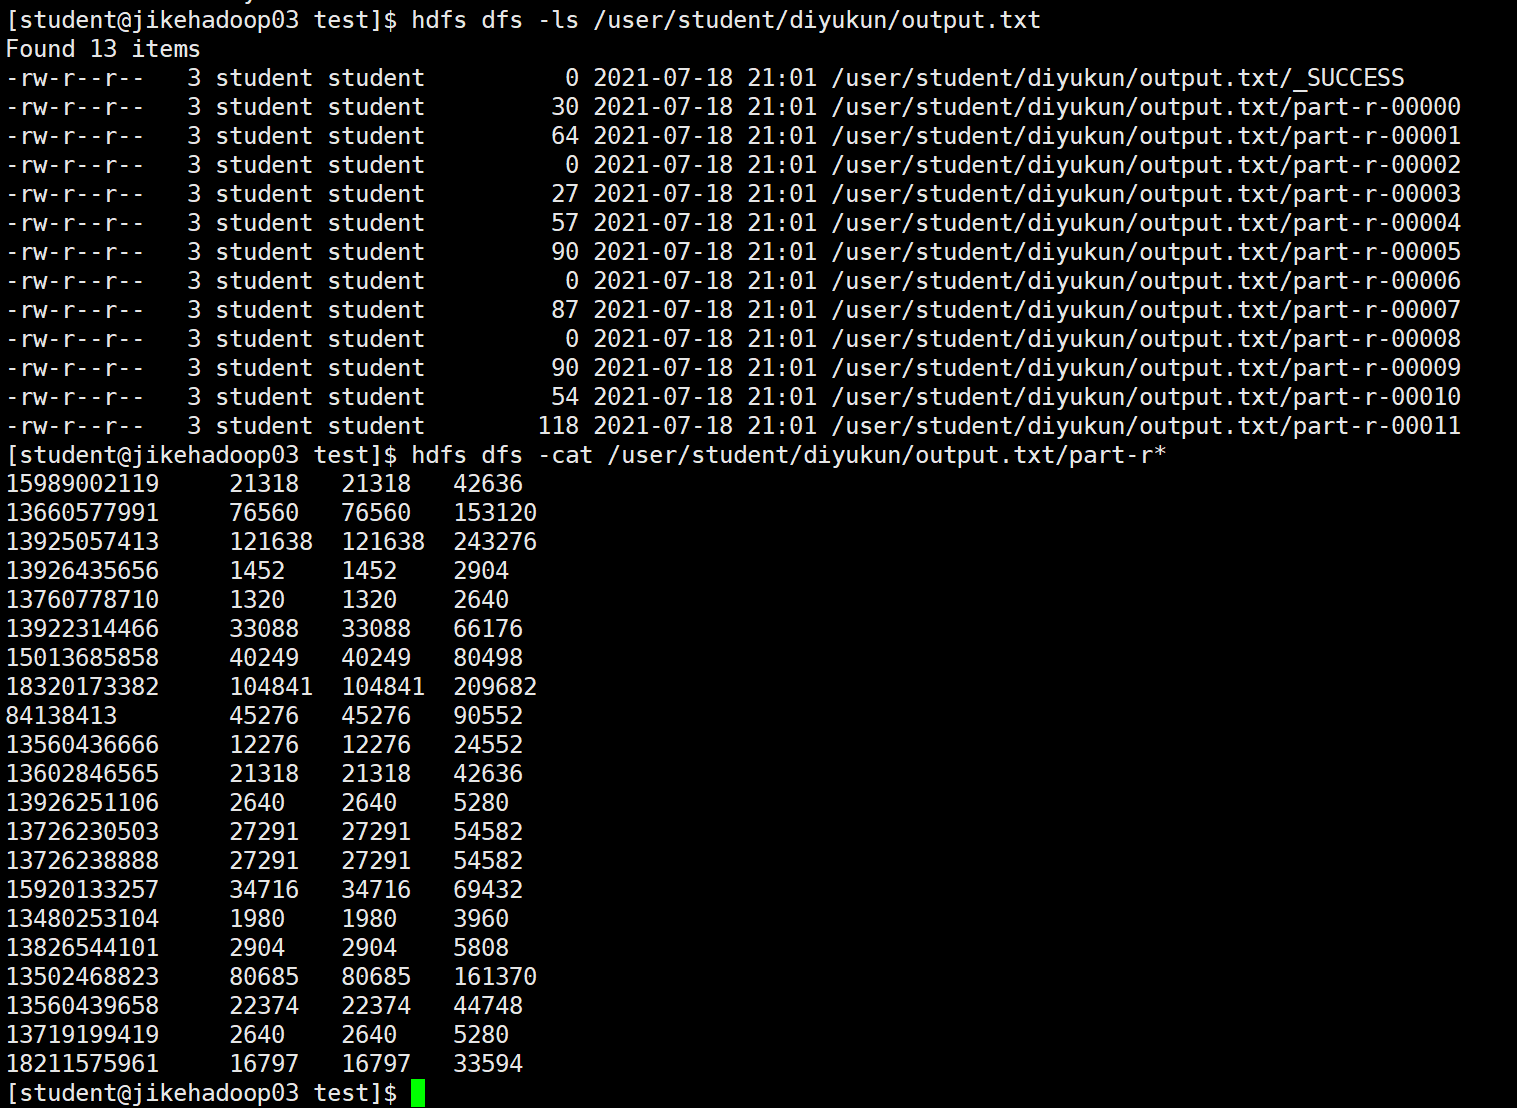 [student@jikehadoop03 test]$ hdfs dfs -ls /user/student/diyukun/output.txt
Found 13 items
-rw-r--r--   3 student student          0 2021-07-18 21:01 /user/student/diyukun/output.txt/_SUCCESS
-rw-r--r--   3 student student         30 2021-07-18 21:01 /user/student/diyukun/output.txt/part-r-00000
-rw-r--r--   3 student student         64 2021-07-18 21:01 /user/student/diyukun/output.txt/part-r-00001
-rw-r--r--   3 student student          0 2021-07-18 21:01 /user/student/diyukun/output.txt/part-r-00002
-rw-r--r--   3 student student         27 2021-07-18 21:01 /user/student/diyukun/output.txt/part-r-00003
-rw-r--r--   3 student student         57 2021-07-18 21:01 /user/student/diyukun/output.txt/part-r-00004
-rw-r--r--   3 student student         90 2021-07-18 21:01 /user/student/diyukun/output.txt/part-r-00005
-rw-r--r--   3 student student          0 2021-07-18 21:01 /user/student/diyukun/output.txt/part-r-00006
-rw-r--r--   3 student student         87 2021-07-18 21:01 /user/student/diyukun/output.txt/part-r-00007
-rw-r--r--   3 student student          0 2021-07-18 21:01 /user/student/diyukun/output.txt/part-r-00008
-rw-r--r--   3 student student         90 2021-07-18 21:01 /user/student/diyukun/output.txt/part-r-00009
-rw-r--r--   3 student student         54 2021-07-18 21:01 /user/student/diyukun/output.txt/part-r-00010
-rw-r--r--   3 student student        118 2021-07-18 21:01 /user/student/diyukun/output.txt/part-r-00011
[student@jikehadoop03 test]$ hdfs dfs -cat /user/student/diyukun/output.txt/part-r*
15989002119     21318   21318   42636
13660577991     76560   76560   153120
13925057413     121638  121638  243276
13926435656     1452    1452    2904
13760778710     1320    1320    2640
13922314466     33088   33088   66176
15013685858     40249   40249   80498
18320173382     104841  104841  209682
84138413        45276   45276   90552
13560436666     12276   12276   24552
13602846565     21318   21318   42636
13926251106     2640    2640    5280
13726230503     27291   27291   54582
13726238888     27291   27291   54582
15920133257     34716   34716   69432
13480253104     1980    1980    3960
13826544101     2904    2904    5808
13502468823     80685   80685   161370
13560439658     22374   22374   44748
13719199419     2640    2640    5280
18211575961     16797   16797   33594
[student@jikehadoop03 test]$